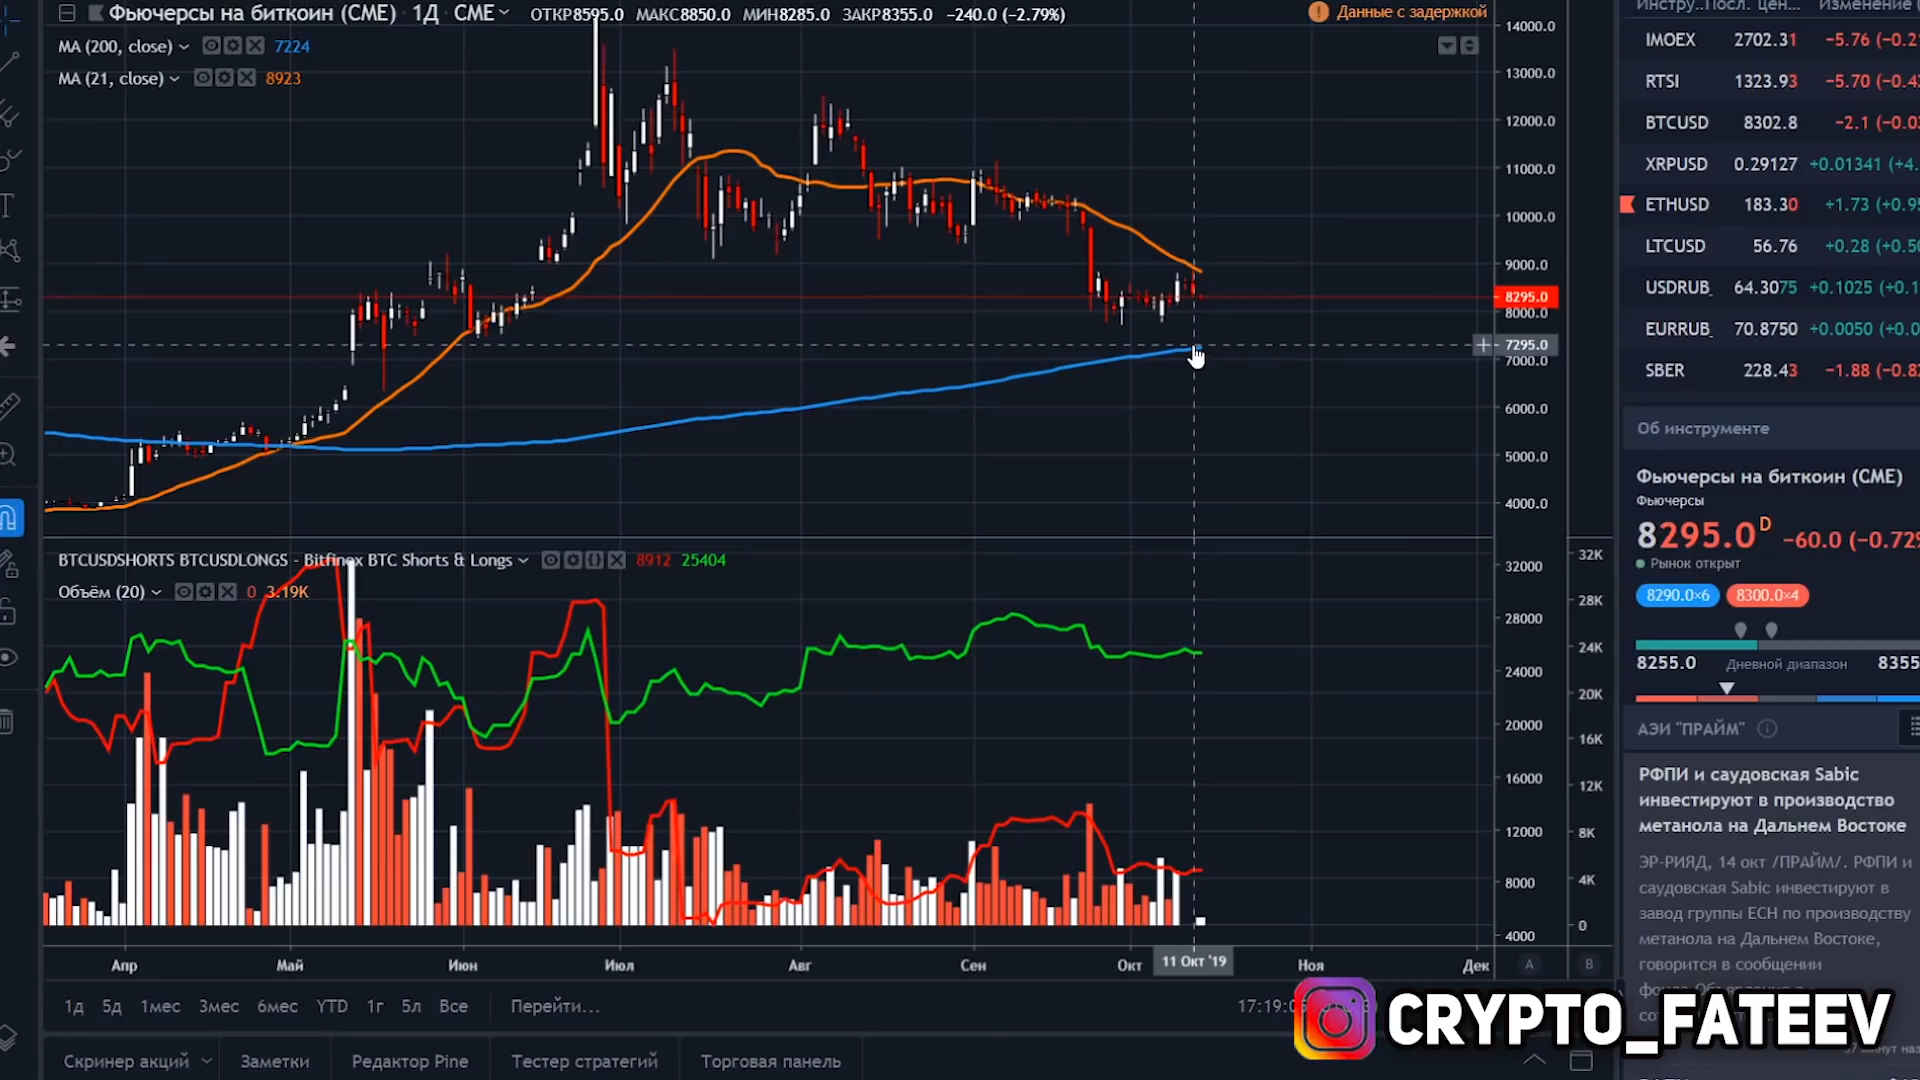 Фьючерсы на биткоин (CME) · 1Д CME ОТКР8595.0 МАКС8850.0 МИН8285.0 ЗАКР8355.0 −240.0 (−2.79%)
Данные с задержкой
MA (200, close) 7224
MA (21, close) 8923
14000.0
13000.0
12000.0
11000.0
10000.0
9000.0
8295.0
8000.0
7295.0
7000.0
6000.0
5000.0
4000.0
BTCUSDSHORTS BTCUSDLONGS - Bitfinex BTC Shorts & Longs 8912 25404
Объём (20) 0 3.19K
32000
28000
24000
20000
16000
12000
8000
4000
32K
28K
24K
20K
16K
12K
8K
4K
0
Апр Май Июн Июл Авг Сен Окт 11 Окт '19 Ноя Дек A B
1д 5д 1мес 3мес 6мес YTD 1г 5л Все Перейти...
Скринер акций Заметки Редактор Pine Тестер стратегий Торговая панель
Изменение
IMOEX 2702.31 −5.76
RTSI 1323.93 −5.70
BTCUSD 8302.8 −2.1
XRPUSD 0.29127 +0.01341
ETHUSD 183.30 +1.73
LTCUSD 56.76 +0.28
USDRUB_ 64.3075 +0.1025
EURRUB_ 70.8750 +0.0050
SBER 228.43 −1.88
Об инструменте
Фьючерсы на биткоин (CME)
Фьючерсы
8295.0 D −60.0 (−0.72%
Рынок открыт
8290.0×6 8300.0×4
8255.0 Дневной диапазон 8355
АЭИ "ПРАЙМ"
РФПИ и саудовская Sabic
инвестируют в производство
метанола на Дальнем Востоке
ЭР-РИЯД, 14 окт /ПРАЙМ/. РФПИ и
саудовская Sabic инвестируют в
завод группы ЕСН по производству
метанола на Дальнем Востоке,
говорится в сообщении
CRYPTO_FATEEV